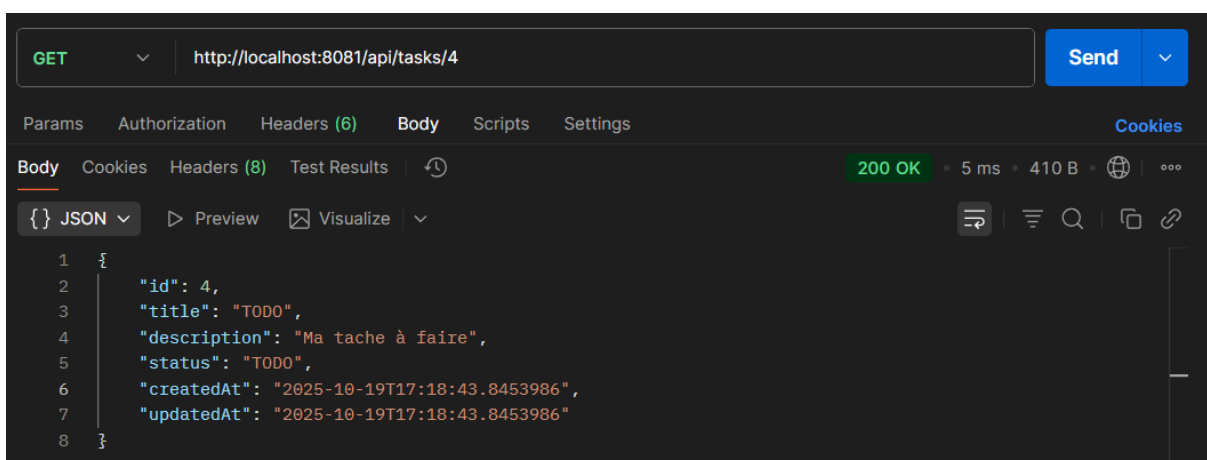 GET http://localhost:8081/api/tasks/4 Send
Params Authorization Headers (6) Body Scripts Settings Cookies
Body Cookies Headers (8) Test Results 200 OK • 5 ms • 410 B •
{} JSON Preview Visualize
1 {
2 "id": 4,
3 "title": "TODO",
4 "description": "Ma tache à faire",
5 "status": "TODO",
6 "createdAt": "2025-10-19T17:18:43.8453986",
7 "updatedAt": "2025-10-19T17:18:43.8453986"
8 }